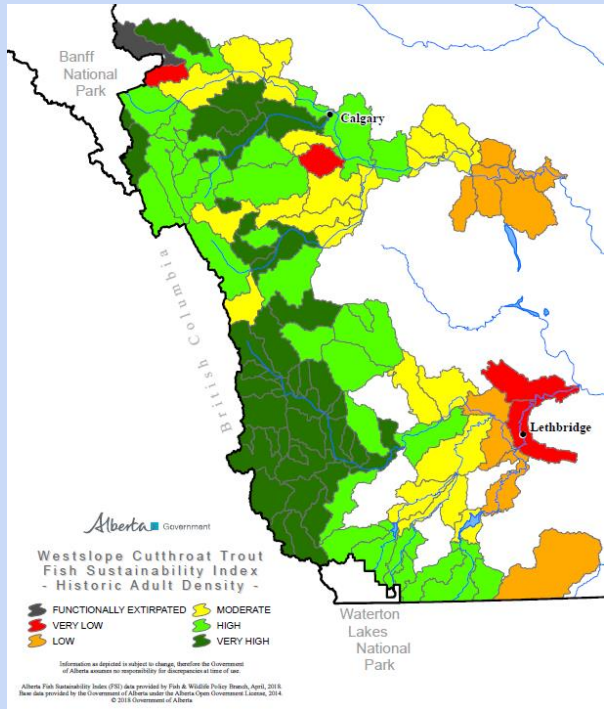 Banff
National
Park
Calgary
British Columbia
Lethbridge
Alberta Government
Westslope Cutthroat Trout
Fish Sustainability Index
- Historic Adult Density -
FUNCTIONALLY EXTIRPATED
MODERATE
VERY LOW
HIGH
LOW
VERY HIGH
Waterton
Lakes
National
Park
Information as depicted is subject to change, therefore the Government
of Alberta assumes no responsibility for discrepancies at time of use.
Alberta Fish Sustainability Index (FSI) data provided by Fish & Wildlife Policy Branch, April, 2018.
Base data provided by the Government of Alberta under the Alberta Open Government License, 2014.
© 2018 Government of Alberta